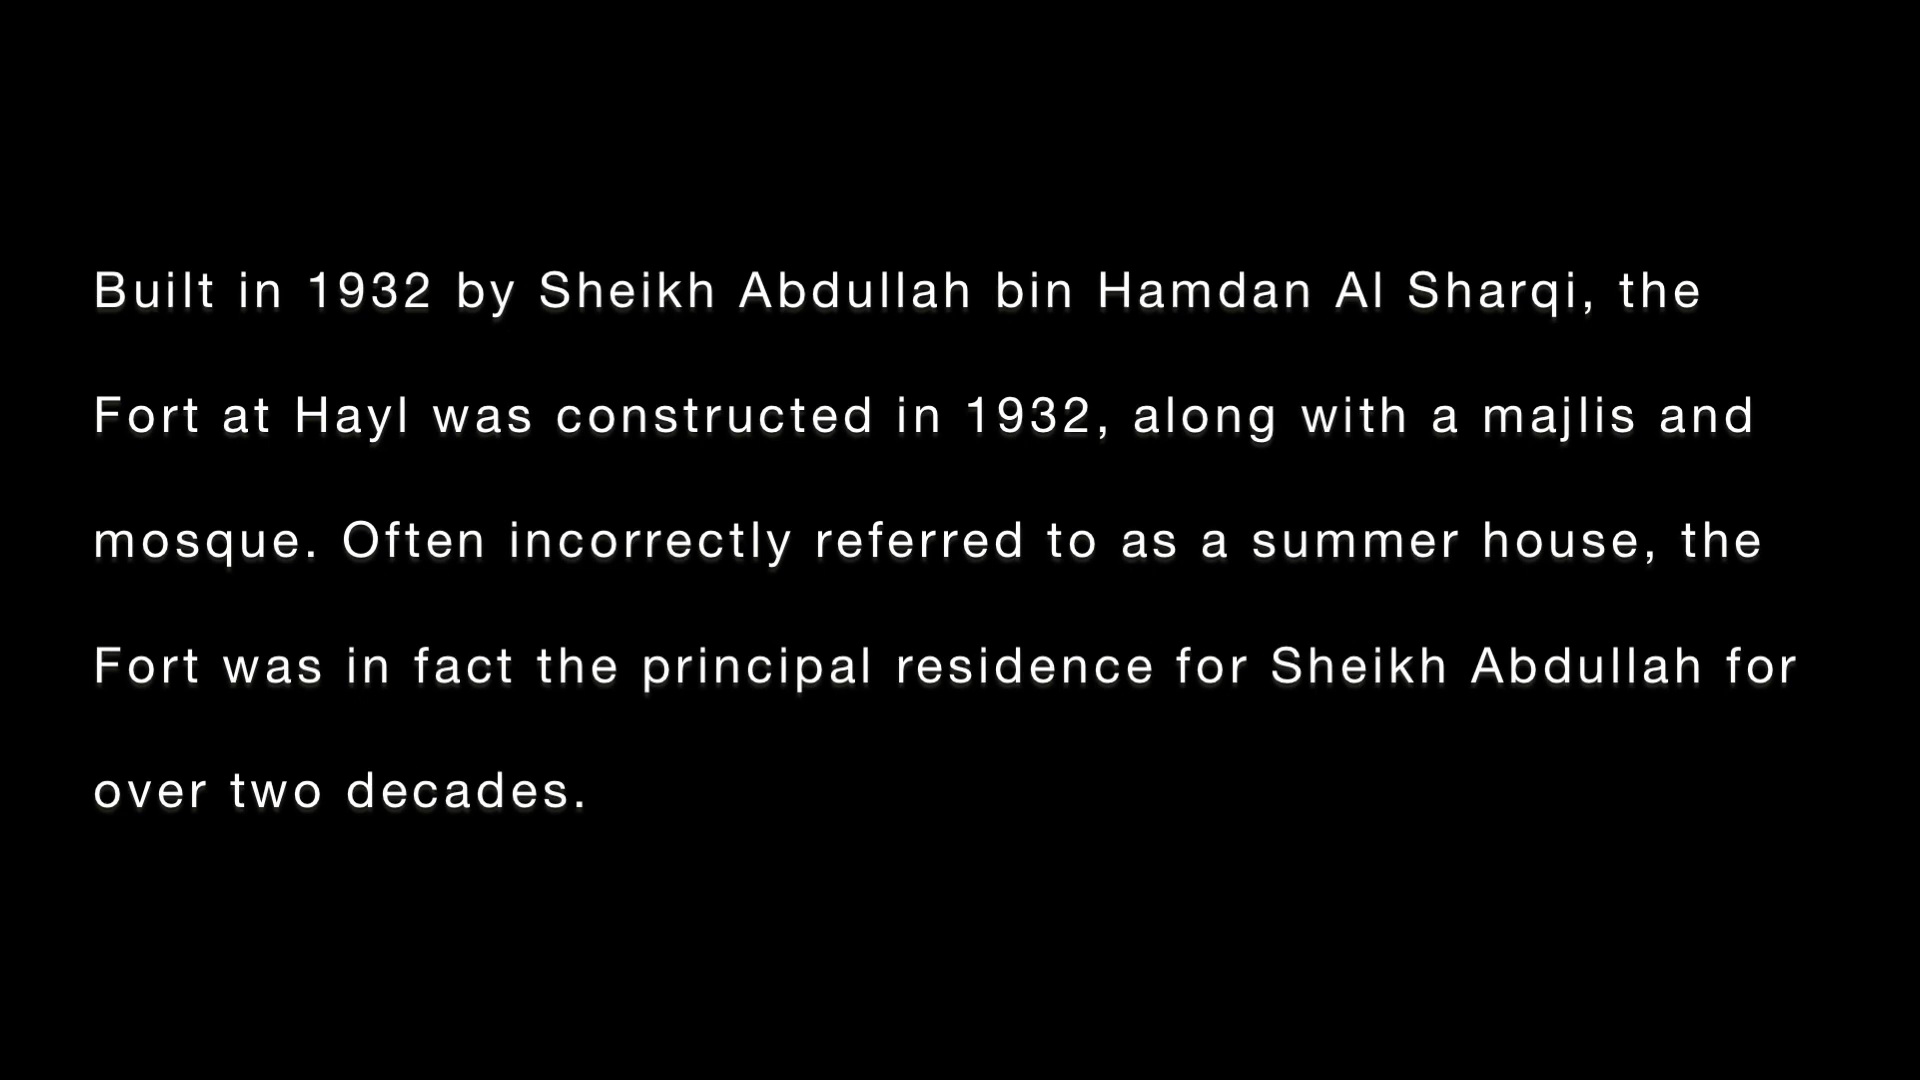 Built in 1932 by Sheikh Abdullah bin Hamdan Al Sharqi, the
Fort at Hayl was constructed in 1932, along with a majlis and
mosque. Often incorrectly referred to as a summer house, the
Fort was in fact the principal residence for Sheikh Abdullah for
over two decades.